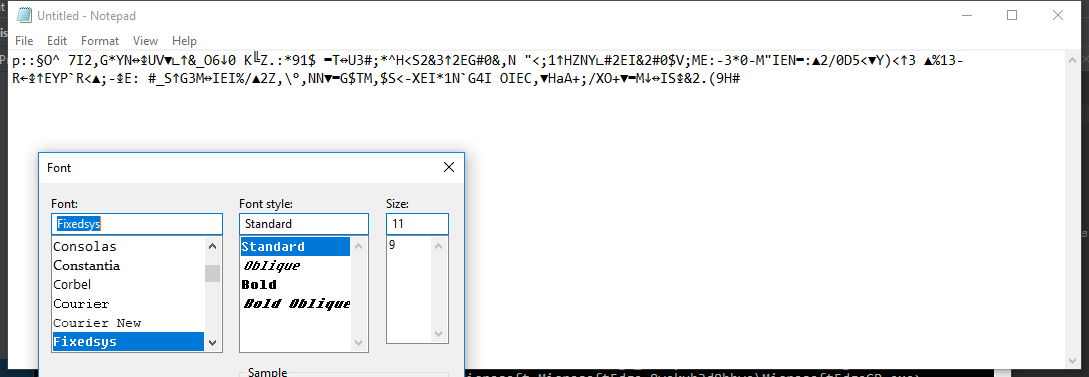 Untitled - Notepad
File Edit Format View Help
p::§O^ 7I2,G*YN↔↨UV▼∟↑&_O6↓0 K╚Z.:*91$ ═T↔U3#;*^H<S2&3↑2EG#0&,N "<;1↑HZNY∟#2EI&2#0$V;ME:-3*0-M"IEN═:▲2/0D5<▼Y)<↑3 ▲%13-
R←↨↑EYP`R<▲;-↨E: #_S↑G3M↔IEI%/▲2Z,\°,NN▼═G$TM,$S<-XEI*1N`G4I OIEC,▼HaA+;/XO+▼═M↓↔IS↨&2.(9H#
Font
Font: Font style: Size:
Fixedsys Standard 11
Consolas Standard 9
Constantia Oblique
Corbel Bold
Courier Bold Oblique
Courier New
Fixedsys
Sample